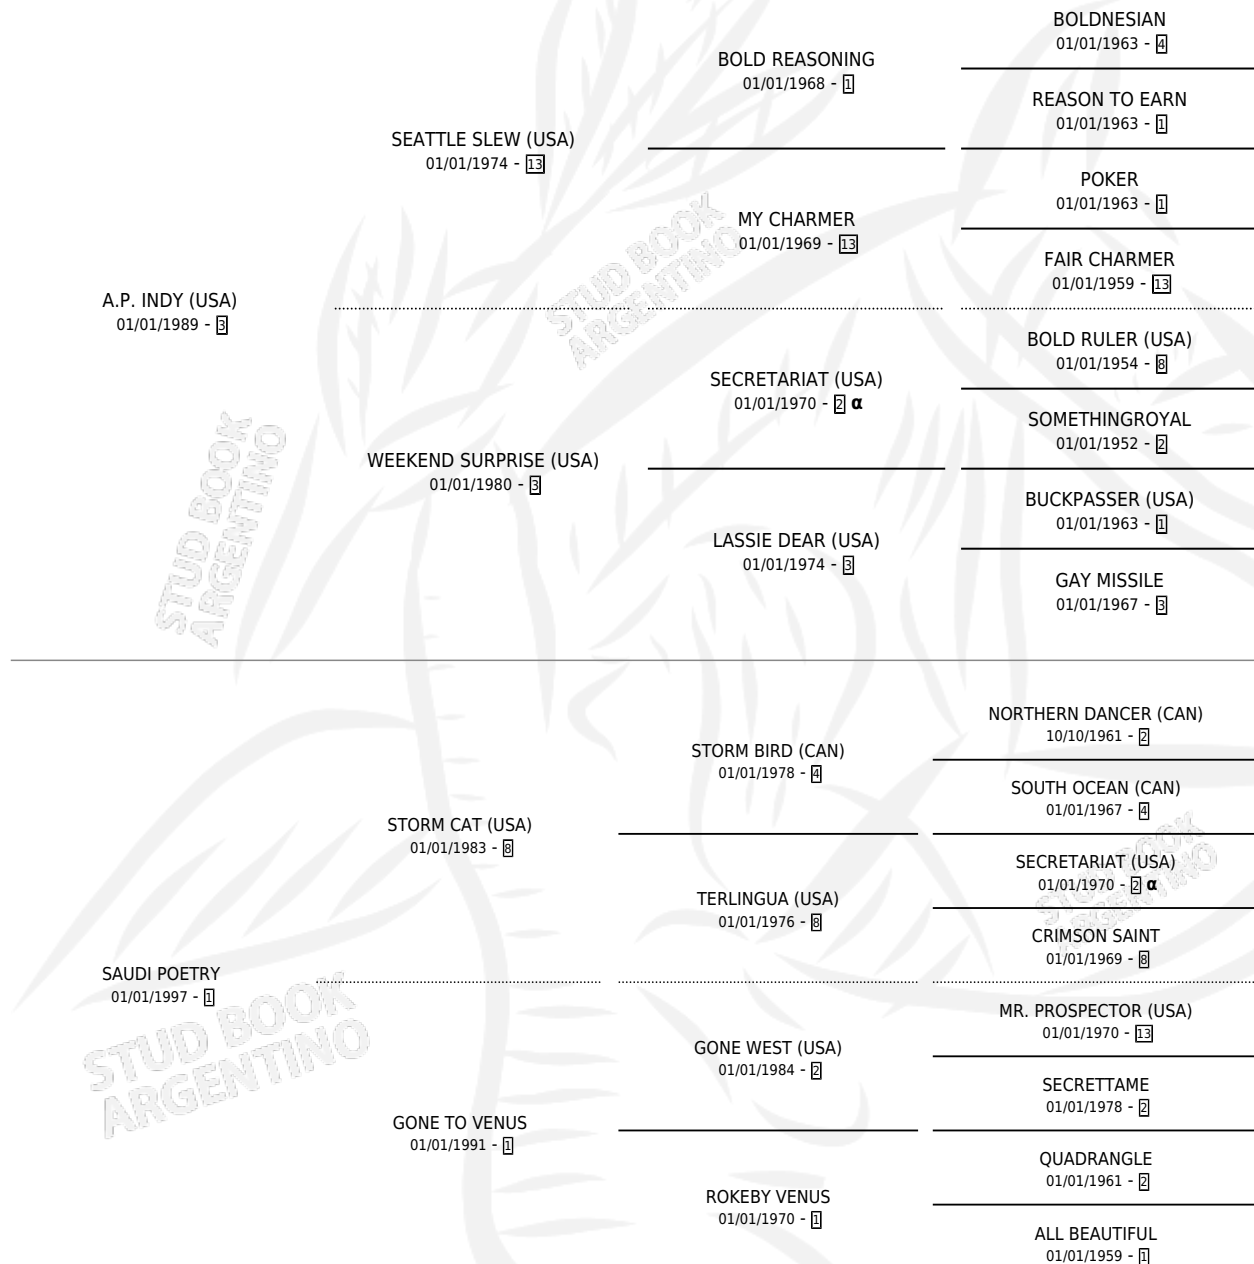 BOLDNESIAN
01/01/1963 - 4
BOLD REASONING
01/01/1968 - 1
REASON TO EARN
01/01/1963 - 1
SEATTLE SLEW (USA)
01/01/1974 - 13
POKER
01/01/1963 - 1
MY CHARMER
01/01/1969 - 13
FAIR CHARMER
01/01/1959 - 13
A.P. INDY (USA)
01/01/1989 - 3
BOLD RULER (USA)
01/01/1954 - 8
SECRETARIAT (USA)
01/01/1970 - 2 α
SOMETHINGROYAL
01/01/1952 - 2
WEEKEND SURPRISE (USA)
01/01/1980 - 3
BUCKPASSER (USA)
01/01/1963 - 1
LASSIE DEAR (USA)
01/01/1974 - 3
GAY MISSILE
01/01/1967 - 3
NORTHERN DANCER (CAN)
10/10/1961 - 2
STORM BIRD (CAN)
01/01/1978 - 4
SOUTH OCEAN (CAN)
01/01/1967 - 4
STORM CAT (USA)
01/01/1983 - 8
SECRETARIAT (USA)
01/01/1970 - 2 α
TERLINGUA (USA)
01/01/1976 - 8
CRIMSON SAINT
01/01/1969 - 8
SAUDI POETRY
01/01/1997 - 1
MR. PROSPECTOR (USA)
01/01/1970 - 13
GONE WEST (USA)
01/01/1984 - 2
SECRETTAME
01/01/1978 - 2
GONE TO VENUS
01/01/1991 - 1
QUADRANGLE
01/01/1961 - 2
ROKEBY VENUS
01/01/1970 - 1
ALL BEAUTIFUL
01/01/1959 - 1
STUD BOOK
ARGENTINO
STUD BOOK
ARGENTINO
STUD BOOK
ARGENTINO
STUD BOOK
ARGENTINO